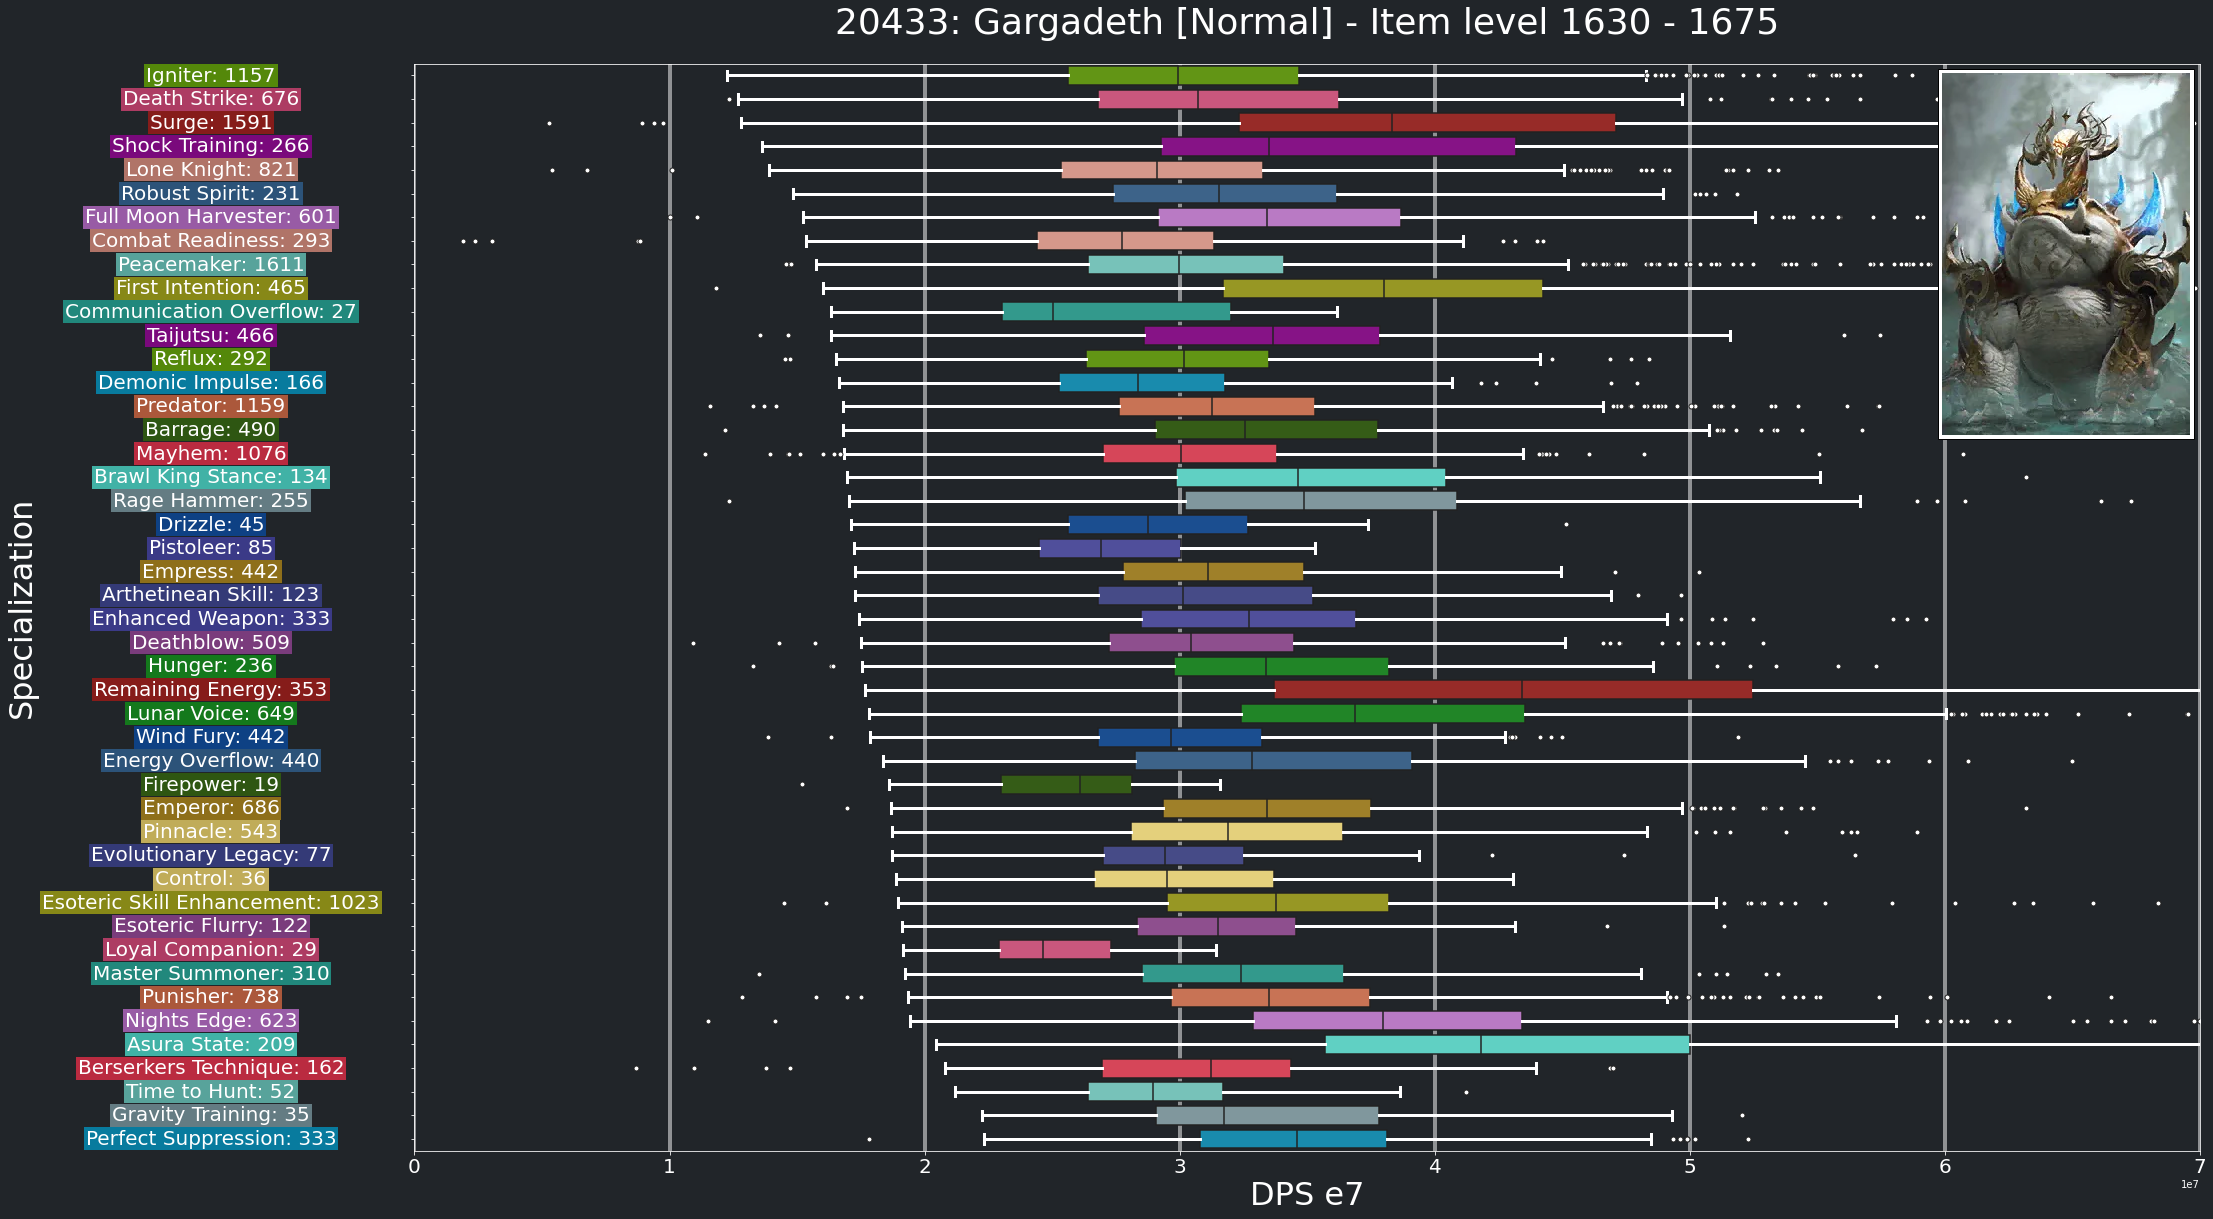 20433: Gargadeth [Normal] - Item level 1630 - 1675
Igniter: 1157
Death Strike: 676
Surge: 1591
Shock Training: 266
Lone Knight: 821
Robust Spirit: 231
Full Moon Harvester: 601
Combat Readiness: 293
Peacemaker: 1611
First Intention: 465
Communication Overflow: 27
Taijutsu: 466
Reflux: 292
Demonic Impulse: 166
Predator: 1159
Barrage: 490
Mayhem: 1076
Brawl King Stance: 134
Rage Hammer: 255
Drizzle: 45
Pistoleer: 85
Empress: 442
Arthetinean Skill: 123
Enhanced Weapon: 333
Deathblow: 509
Hunger: 236
Remaining Energy: 353
Lunar Voice: 649
Wind Fury: 442
Energy Overflow: 440
Firepower: 19
Emperor: 686
Pinnacle: 543
Evolutionary Legacy: 77
Control: 36
Esoteric Skill Enhancement: 1023
Esoteric Flurry: 122
Loyal Companion: 29
Master Summoner: 310
Punisher: 738
Nights Edge: 623
Asura State: 209
Berserkers Technique: 162
Time to Hunt: 52
Gravity Training: 35
Perfect Suppression: 333
Specialization
0 1 2 3 4 5 6 7
1e7
DPS e7